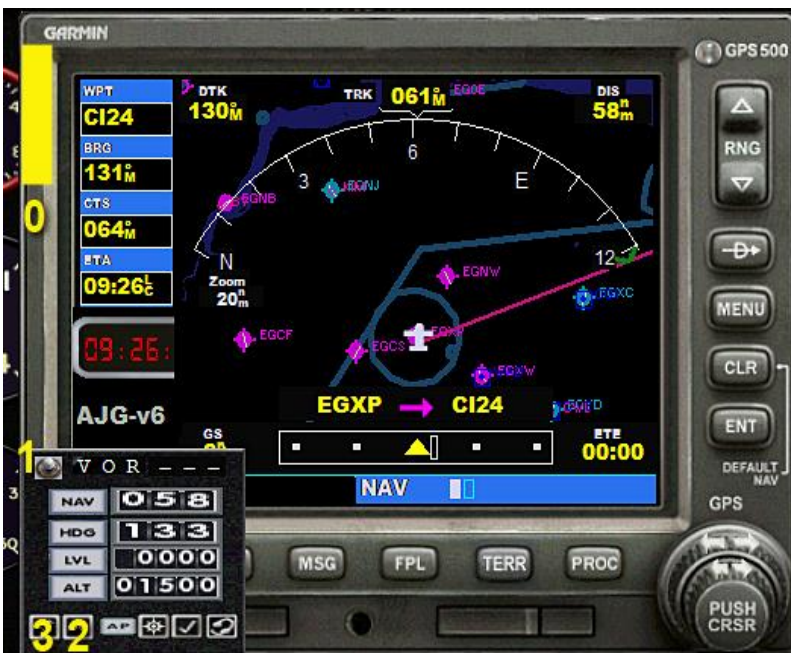 GARMIN
GPS 500
WPT
CI24
BRG
131°M
CTS
064°M
ETA
09:26LC
DTK
130°M
TRK
061°M
DIS
58nm
EGNJ
EGNB
3
6
E
N
12
Zoom
20nm
EGNW
EGXC
EGCF
EGCS
EGXP
EGXW
09:26:
AJG-v6
EGXP → CI24
GS
ETE
00:00
NAV
RNG
D
MENU
CLR
ENT
DEFAULT
NAV
GPS
PUSH
CRSR
MSG
FPL
TERR
PROC
0
1
VOR ---
NAV
058
HDG
133
LVL
0000
ALT
01500
3
2
AP